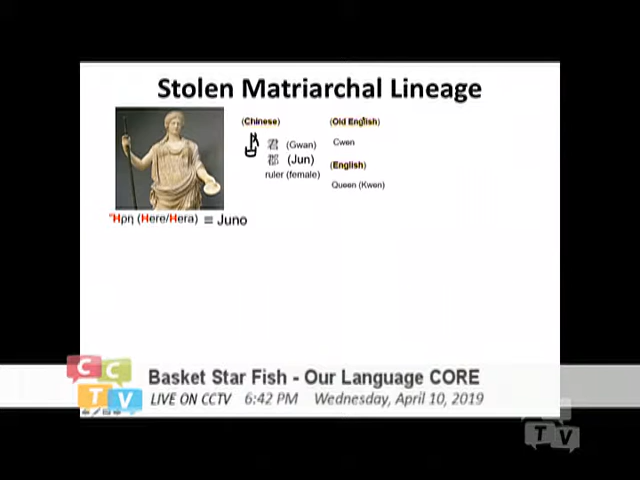 Stolen Matriarchal Lineage
(Chinese)
君 (Gwan)
郡 (Jun)
ruler (female)
(Old English)
Cwen
(English)
Queen (Kwen)
Ἥρη (Here/Hera) = Juno
CCTV
Basket Star Fish - Our Language CORE
LIVE ON CCTV 6:42 PM Wednesday, April 10, 2019
TV